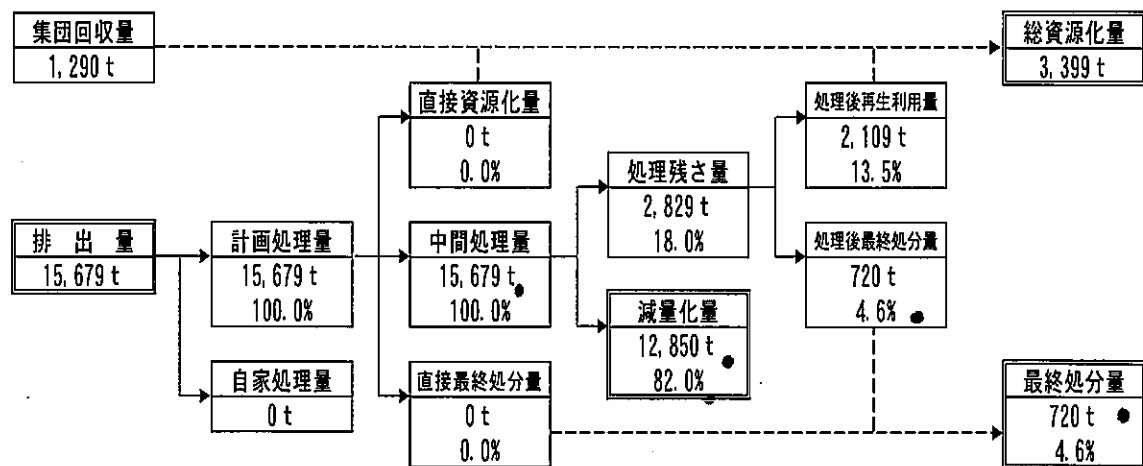 集団回収量
1,290 t
総資源化量
3,399 t
直接資源化量
0 t
0.0%
処理後再生利用量
2,109 t
13.5%
処理残さ量
2,829 t
18.0%
排 出 量
15,679 t
計画処理量
15,679 t
100.0%
中間処理量
15,679 t
100.0%
処理後最終処分量
720 t
4.6%
減量化量
12,850 t
82.0%
自家処理量
0 t
直接最終処分量
0 t
0.0%
最終処分量
720 t
4.6%